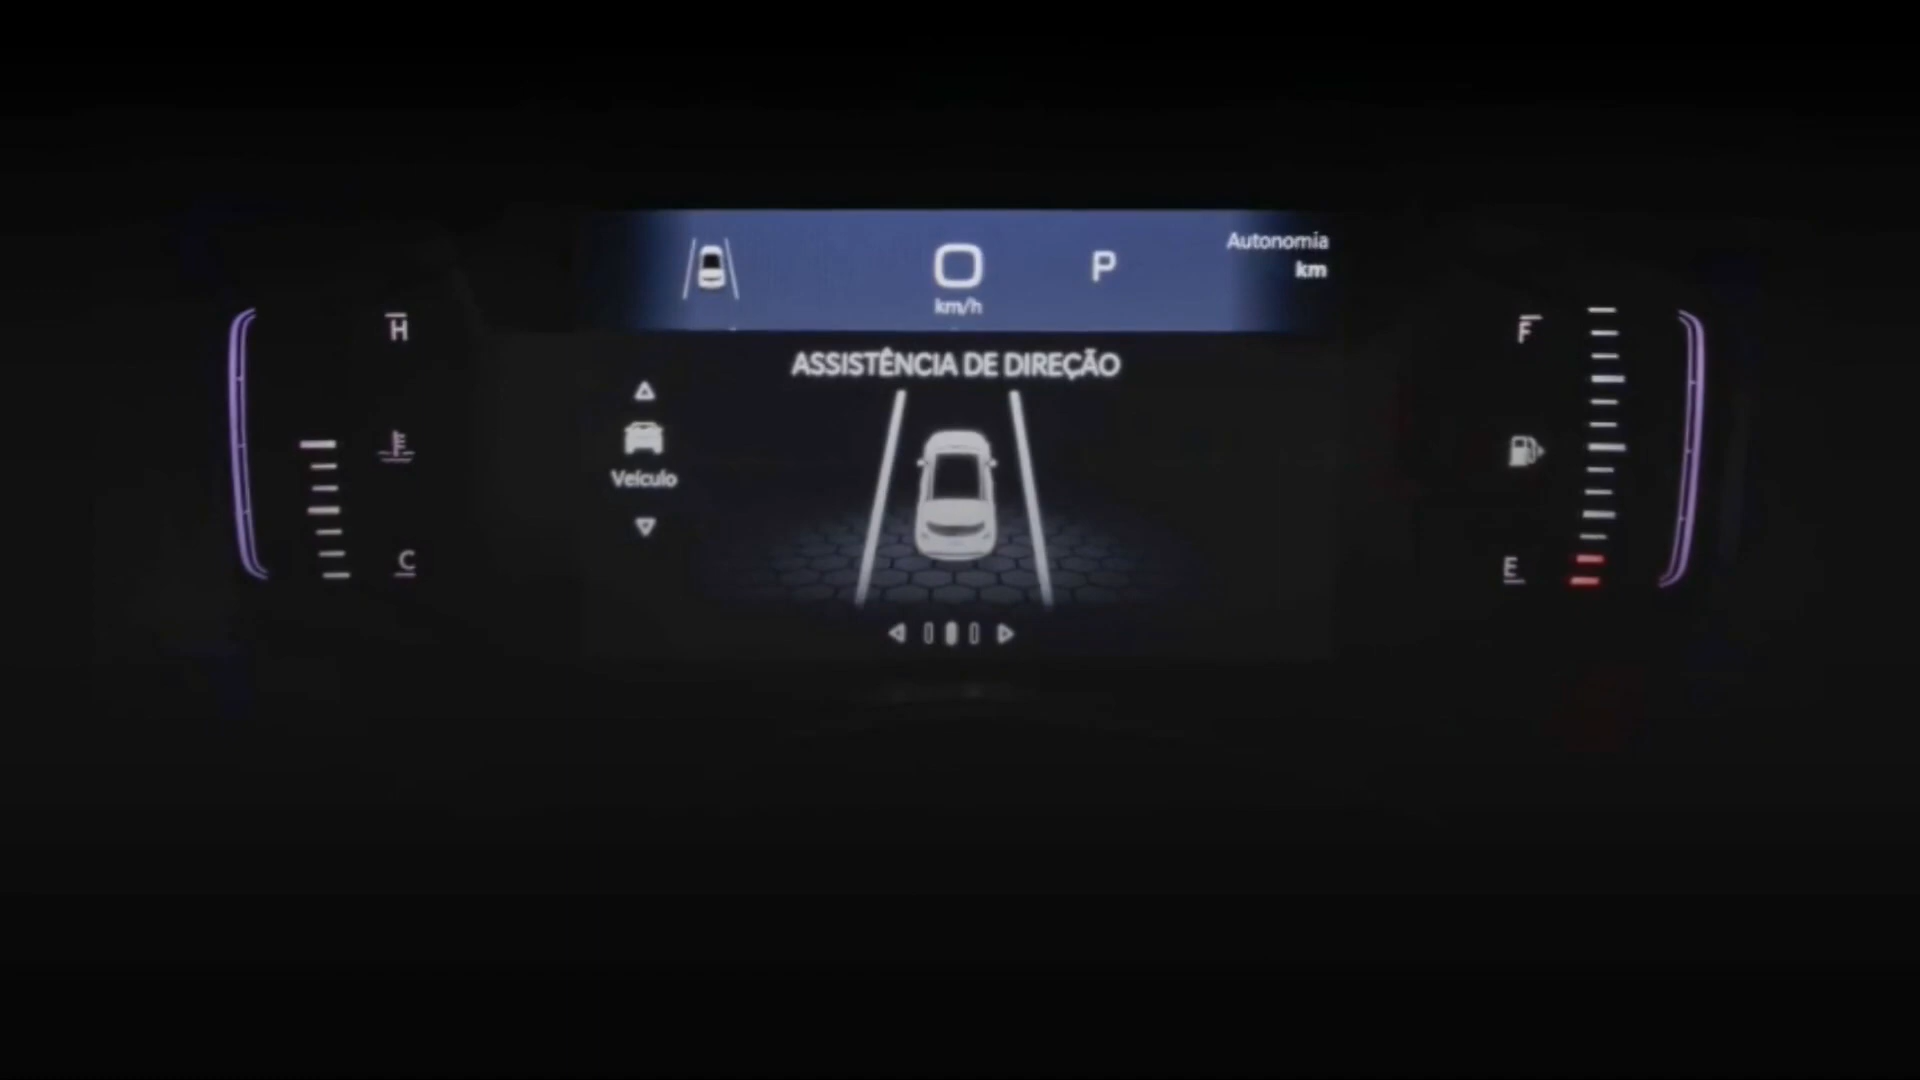 Autonomia
km
0
km/h
P
ASSISTÊNCIA DE DIREÇÃO
H
C
Veículo
F
E